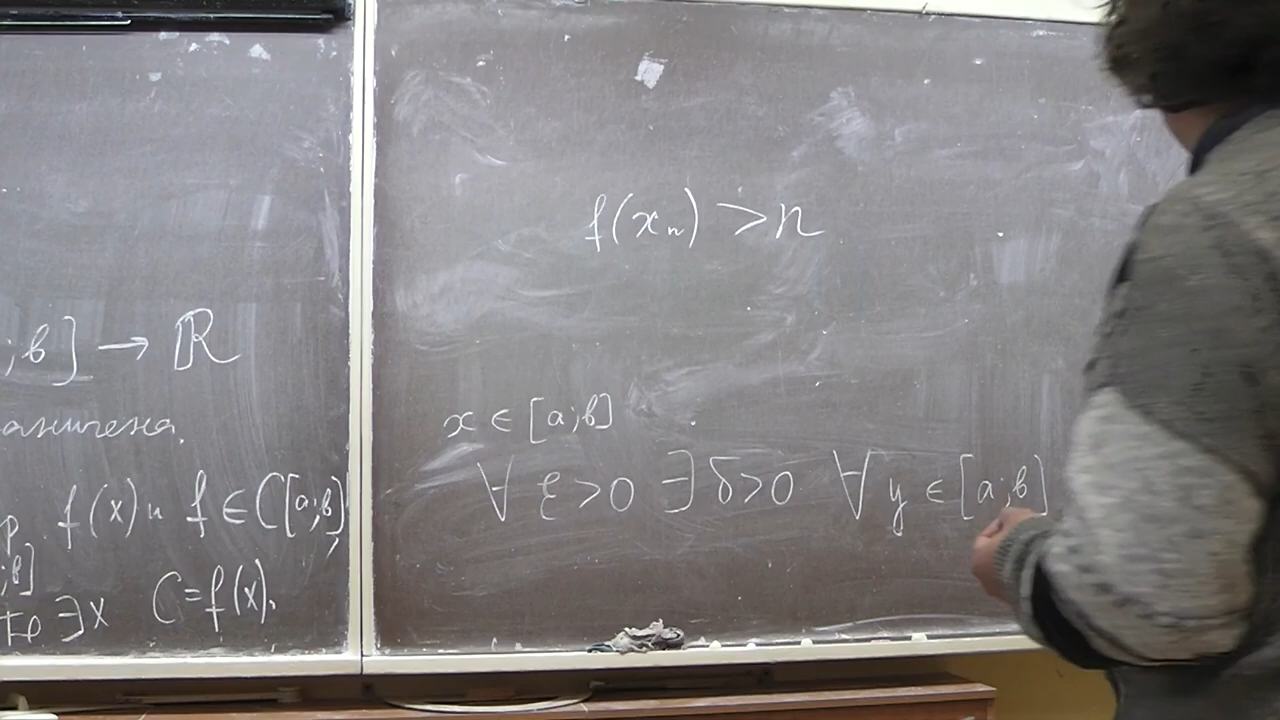 ;в] → ℝ
аничена.
f(x) и f ∈ C[a;в],
;в]
∃x C=f(x).
f(xₙ) > n
x ∈ [a;в]
∀ ε>0 ∃ δ>0 ∀ y ∈ [a;в]